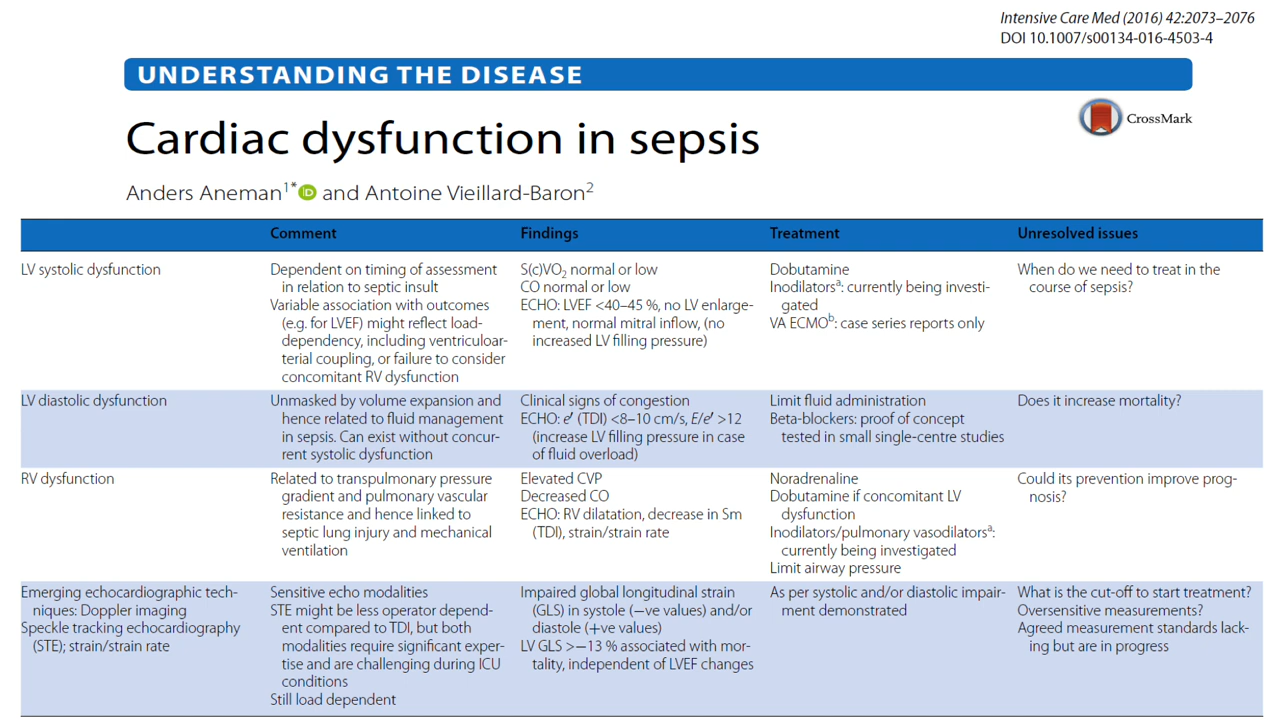 Intensive Care Med (2016) 42:2073–2076
DOI 10.1007/s00134-016-4503-4
UNDERSTANDING THE DISEASE
CrossMark
Cardiac dysfunction in sepsis
Anders Aneman1* iD and Antoine Vieillard-Baron2
Comment
Findings
Treatment
Unresolved issues
LV systolic dysfunction
Dependent on timing of assessment
in relation to septic insult
Variable association with outcomes
(e.g. for LVEF) might reflect load-
dependency, including ventriculoar-
terial coupling, or failure to consider
concomitant RV dysfunction
S(c)VO2 normal or low
CO normal or low
ECHO: LVEF <40–45 %, no LV enlarge-
ment, normal mitral inflow, (no
increased LV filling pressure)
Dobutamine
Inodilatorsa: currently being investi-
gated
VA ECMOb: case series reports only
When do we need to treat in the
course of sepsis?
LV diastolic dysfunction
Unmasked by volume expansion and
hence related to fluid management
in sepsis. Can exist without concur-
rent systolic dysfunction
Clinical signs of congestion
ECHO: e′ (TDI) <8–10 cm/s, E/e′ >12
(increase LV filling pressure in case
of fluid overload)
Limit fluid administration
Beta-blockers: proof of concept
tested in small single-centre studies
Does it increase mortality?
RV dysfunction
Related to transpulmonary pressure
gradient and pulmonary vascular
resistance and hence linked to
septic lung injury and mechanical
ventilation
Elevated CVP
Decreased CO
ECHO: RV dilatation, decrease in Sm
(TDI), strain/strain rate
Noradrenaline
Dobutamine if concomitant LV
dysfunction
Inodilators/pulmonary vasodilatorsa:
currently being investigated
Limit airway pressure
Could its prevention improve prog-
nosis?
Emerging echocardiographic tech-
niques: Doppler imaging
Speckle tracking echocardiography
(STE); strain/strain rate
Sensitive echo modalities
STE might be less operator depend-
ent compared to TDI, but both
modalities require significant exper-
tise and are challenging during ICU
conditions
Still load dependent
Impaired global longitudinal strain
(GLS) in systole (−ve values) and/or
diastole (+ve values)
LV GLS >−13 % associated with mor-
tality, independent of LVEF changes
As per systolic and/or diastolic impair-
ment demonstrated
What is the cut-off to start treatment?
Oversensitive measurements?
Agreed measurement standards lack-
ing but are in progress